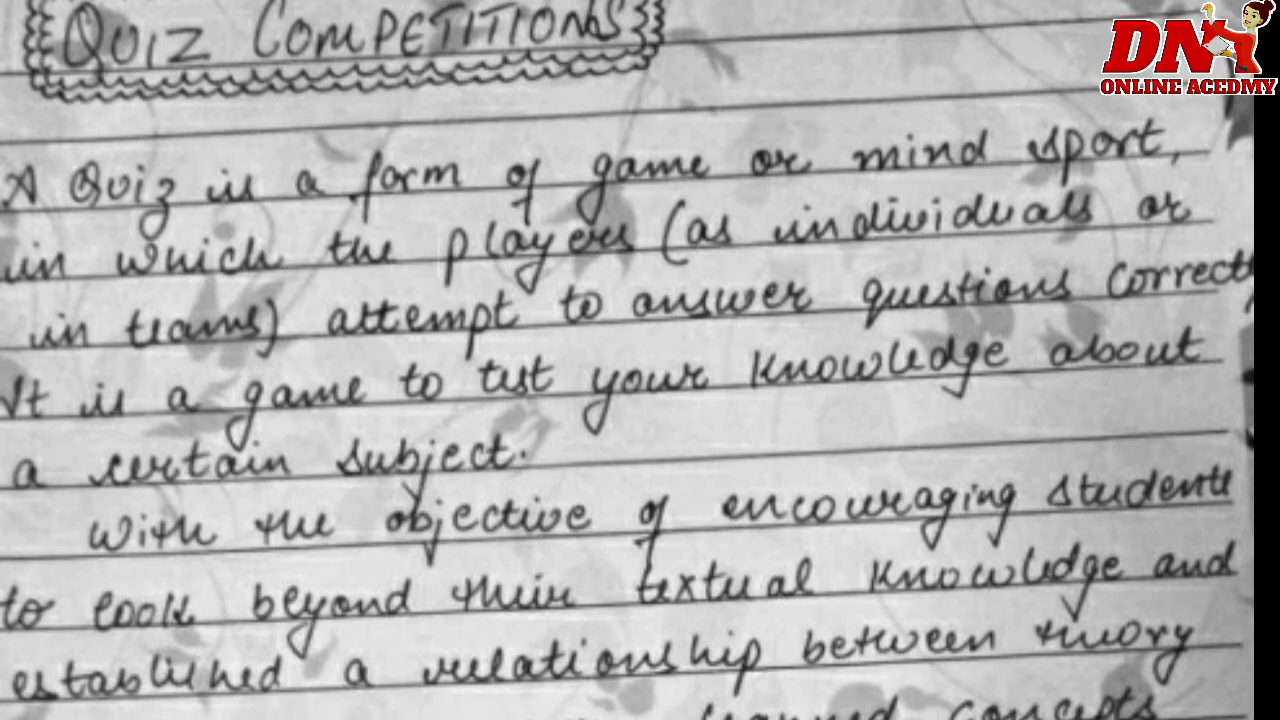 QUIZ COMPETITIONS
DN
ONLINE ACEDMY
A Quiz is a form of game or mind sport,
in which the players (as individuals or
in teams) attempt to answer questions correct
It is a game to test your knowledge about
a certain subject.
With the objective of encouraging students
to look beyond their textual knowledge and
established a relationship between theory
learned concepts